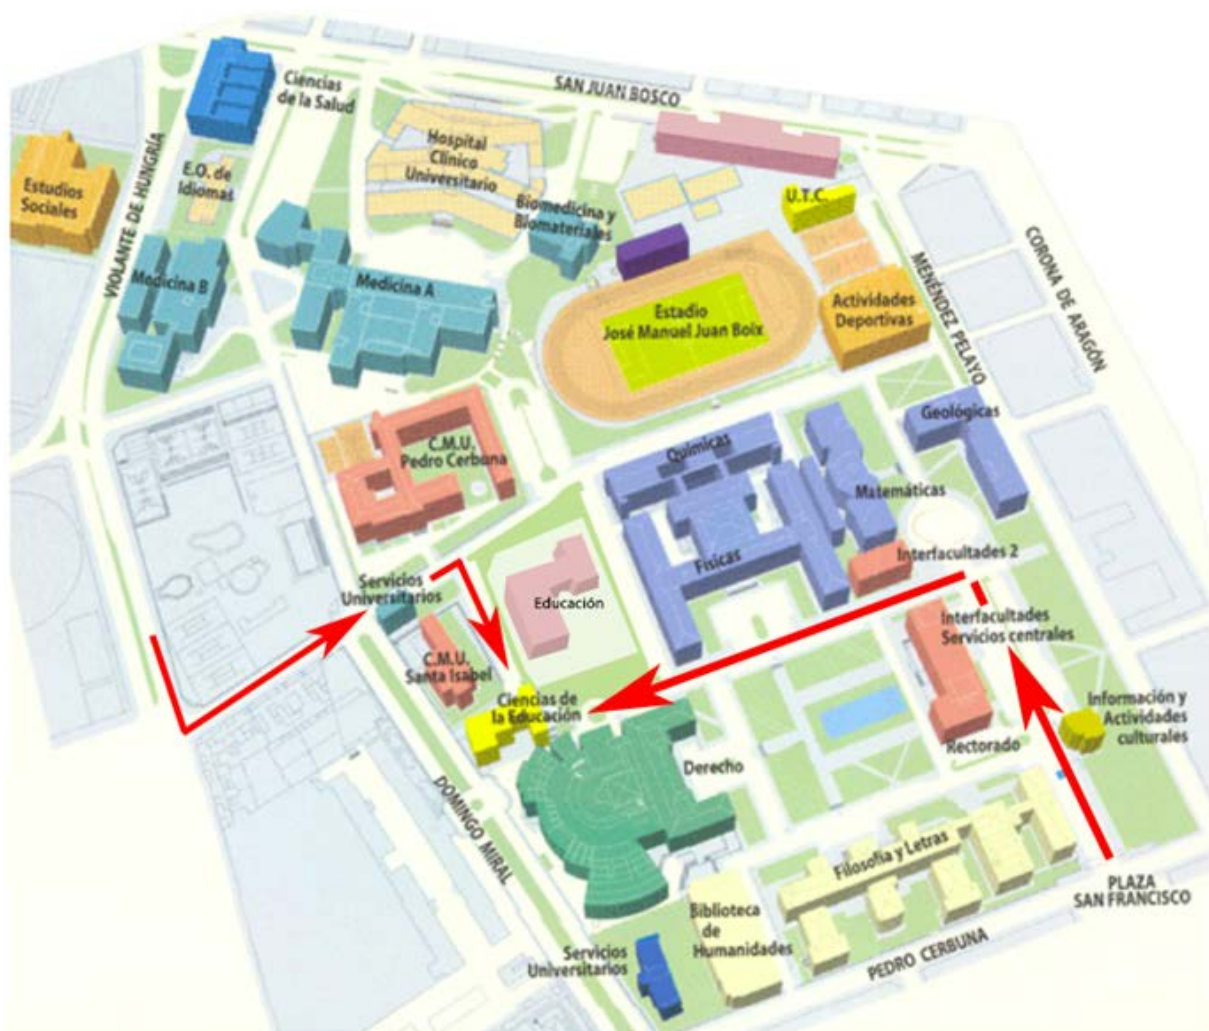 SAN JUAN BOSCO
Ciencias
de la Salud
Hospital
Clínico
Universitario
VIOLANTE DE HUNGRÍA
E.O. de
Idiomas
Estudios
Sociales
Biomedicina y
Biomateriales
U.T.C.
CORONA DE ARAGÓN
MENÉNDEZ PELAYO
Medicina B
Medicina A
Estadio
José Manuel Juan Boix
Actividades
Deportivas
Geológicas
C.M.U.
Pedro Cerbuna
Químicas
Matemáticas
Físicas
Interfacultades 2
Servicios
Universitarios
Educación
Interfacultades
Servicios centrales
C.M.U.
Santa Isabel
Ciencias de
la Educación
Información y
Actividades
culturales
Rectorado
Derecho
DOMINGO MIRAL
Filosofía y Letras
PLAZA
SAN FRANCISCO
Biblioteca
de
Humanidades
Servicios
Universitarios
PEDRO CERBUNA